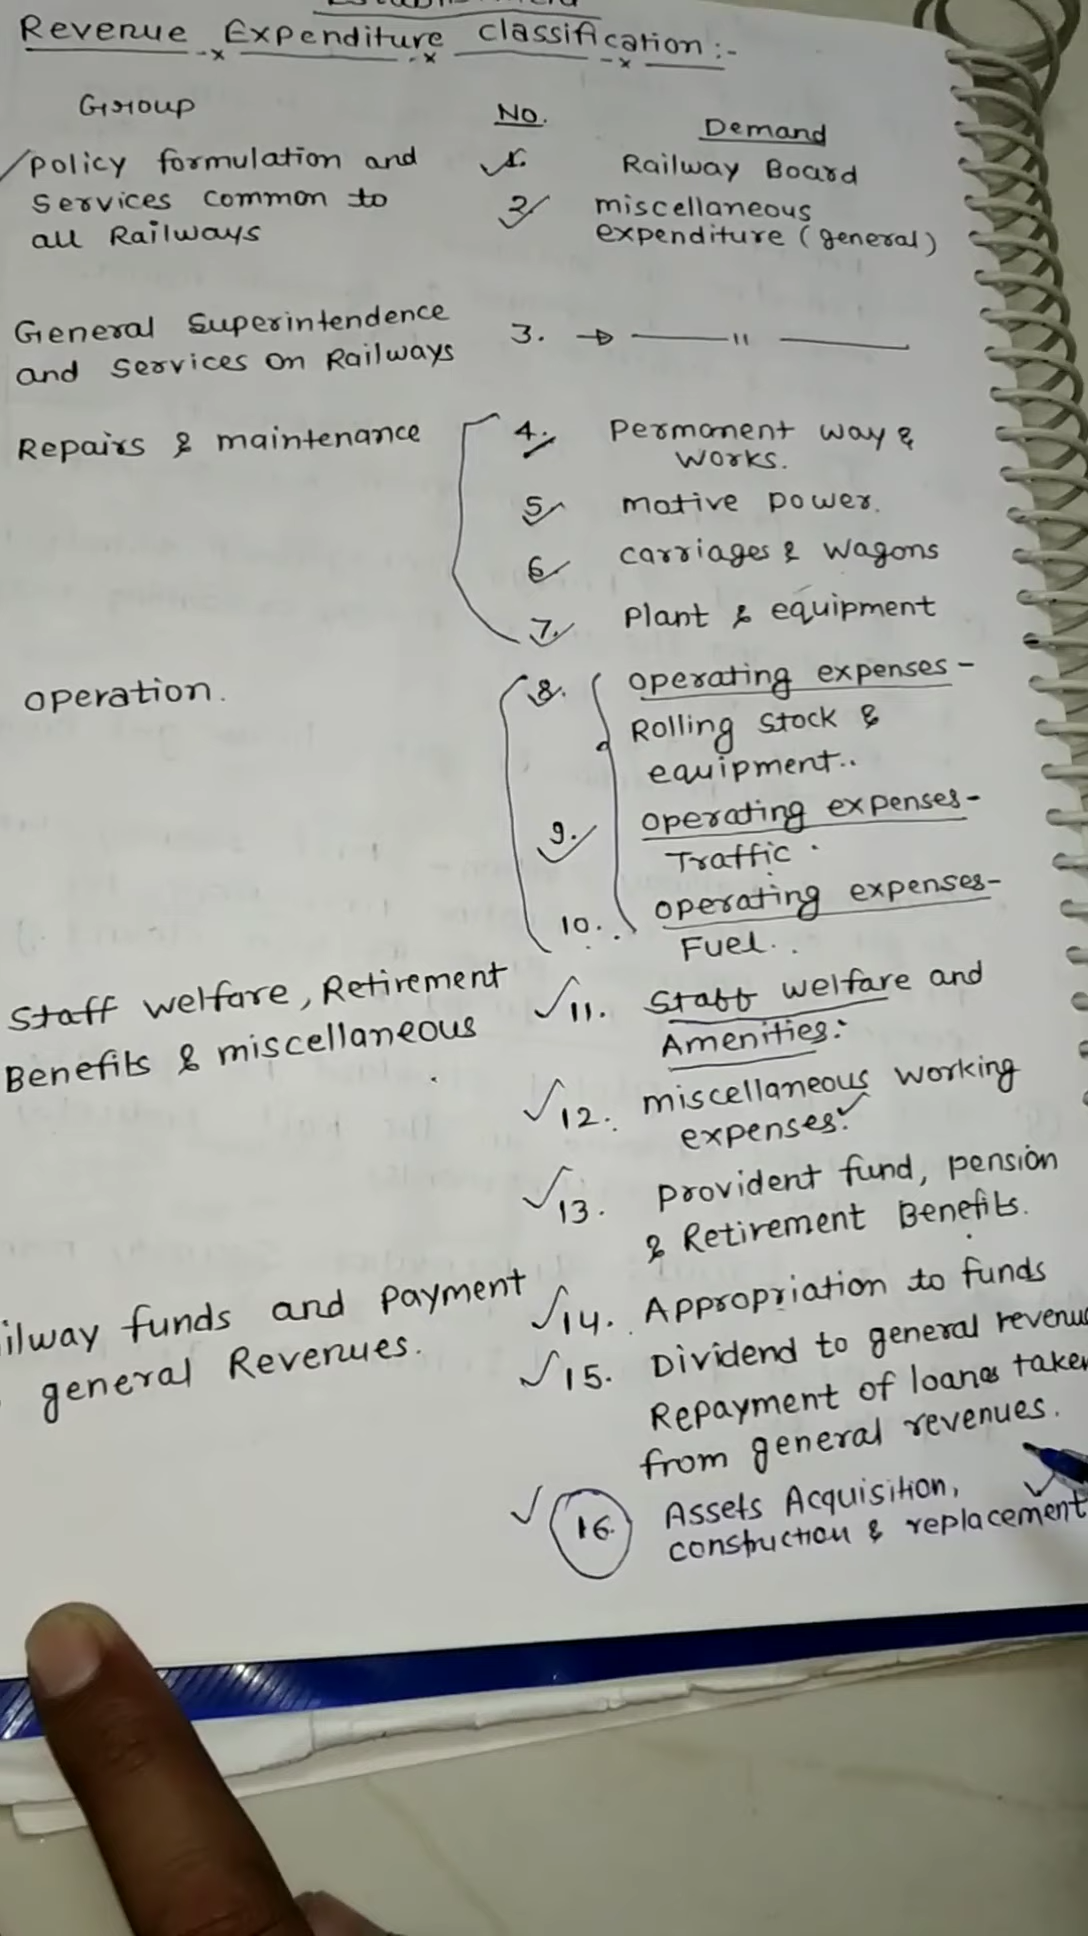 Revenue Expenditure classification:-
Group No. Demand
Policy formulation and
Services common to
all Railways
1. Railway Board
2. miscellaneous
expenditure (general)
General Superintendence
and Services on Railways
3. → —— " ——
Repairs & maintenance
4. Permanent way &
works.
5. motive power.
6. carriages & wagons
7. Plant & equipment
operation.
8. operating expenses-
Rolling Stock &
equipment..
9. operating expenses-
Traffic.
10. operating expenses-
Fuel..
Staff welfare, Retirement
Benefits & miscellaneous
11. Staff welfare and
Amenities:
12. miscellaneous working
expenses.
13. provident fund, pension
& Retirement Benefits.
ilway funds and payment
general Revenues.
14. Appropriation to funds
15. Dividend to general revenu
Repayment of loans taken
from general revenues.
16. Assets Acquisition,
construction & replacement